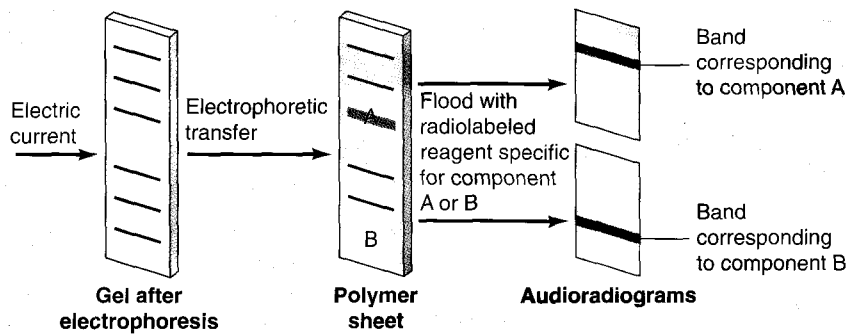 Electric
current
Electrophoretic
transfer
A
B
Flood with
radiolabeled
reagent specific
for component
A or B
Band
corresponding
to component A
Band
corresponding
to component B
Gel after
electrophoresis
Polymer
sheet
Audioradiograms